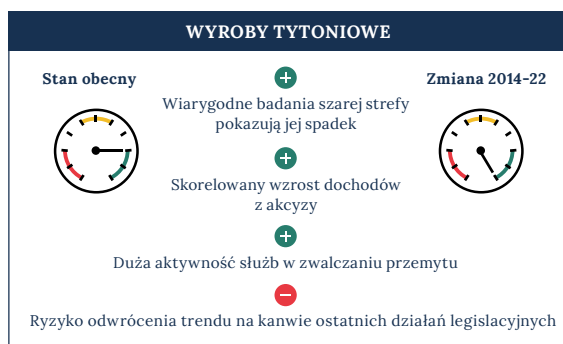 WYROBY TYTONIOWE
Stan obecny
Zmiana 2014-22
Wiarygodne badania szarej strefy
pokazują jej spadek
Skorelowany wzrost dochodów
z akcyzy
Duża aktywność służb w zwalczaniu przemytu
Ryzyko odwrócenia trendu na kanwie ostatnich działań legislacyjnych